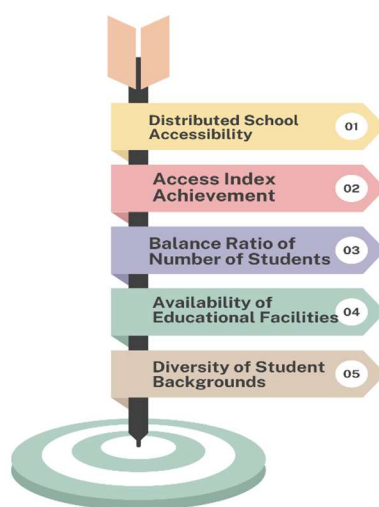 Distributed School
Accessibility
01
Access Index
Achievement
02
Balance Ratio of
Number of Students
03
Availability of
Educational Facilities
04
Diversity of Student
Backgrounds
05